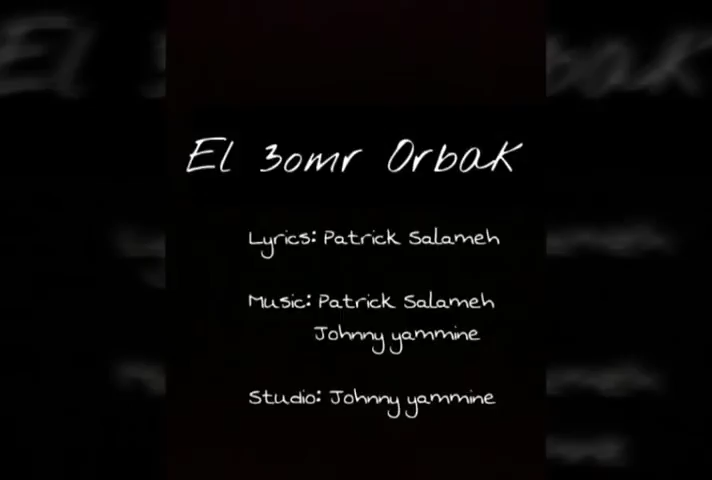 El 3omr Orbak
Lyrics: Patrick Salameh
Music: Patrick Salameh
Johnny yammine
Studio: Johnny yammine